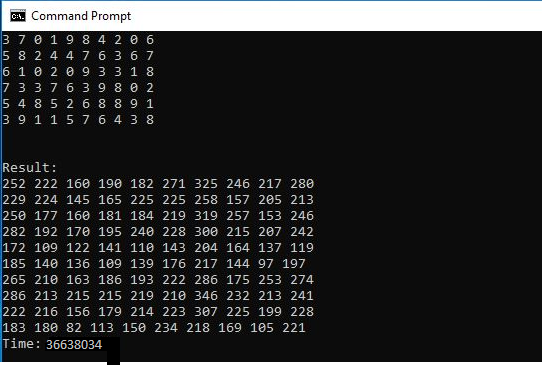 Command Prompt
3 7 0 1 9 8 4 2 0 6
5 8 2 4 4 7 6 3 6 7
6 1 0 2 0 9 3 3 1 8
7 3 3 7 6 3 9 8 0 2
5 4 8 5 2 6 8 8 9 1
3 9 1 1 5 7 6 4 3 8
Result:
252 222 160 190 182 271 325 246 217 280
229 224 145 165 225 225 258 157 205 213
250 177 160 181 184 219 319 257 153 246
282 192 170 195 240 228 300 215 207 242
172 109 122 141 110 143 204 164 137 119
185 140 136 109 139 176 217 144 97 197
265 210 163 186 193 222 286 175 253 274
286 213 215 215 219 210 346 232 213 241
222 216 156 179 214 223 307 225 199 228
183 180 82 113 150 234 218 169 105 221
Time: 36638034